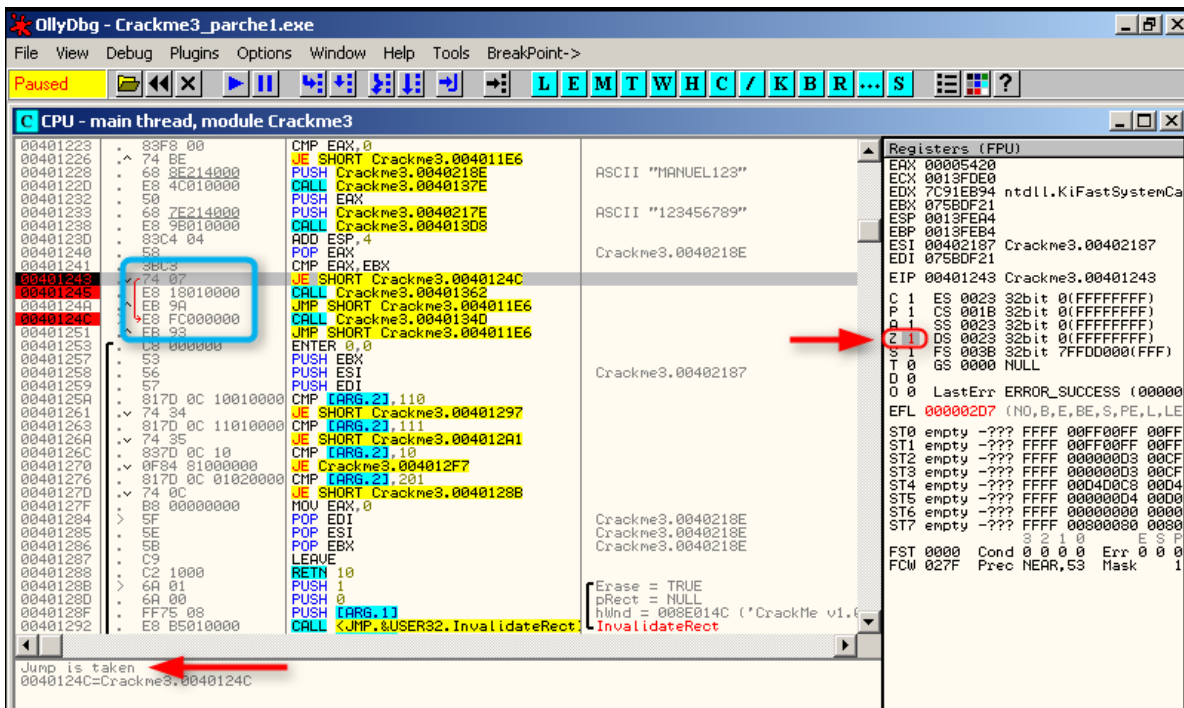 OllyDbg - Crackme3_parche1.exe
File View Debug Plugins Options Window Help Tools BreakPoint->
Paused L E M T W H C / K B R ... S ?
C CPU - main thread, module Crackme3
00401223 . 83F8 00 CMP EAX,0
00401226 .^ 74 BE JE SHORT Crackme3.004011E6
00401228 . 68 8E214000 PUSH Crackme3.0040218E ASCII "MANUEL123"
0040122D . E8 4C010000 CALL Crackme3.0040137E
00401232 . 50 PUSH EAX
00401233 . 68 7E214000 PUSH Crackme3.0040217E ASCII "123456789"
00401238 . E8 9B010000 CALL Crackme3.004013D8
0040123D . 83C4 04 ADD ESP,4
00401240 . 58 POP EAX Crackme3.0040218E
00401241 . 3BC3 CMP EAX,EBX
00401243 .v 74 07 JE SHORT Crackme3.0040124C
00401245 . E8 18010000 CALL Crackme3.00401362
0040124A .^ EB 9A JMP SHORT Crackme3.004011E6
0040124C > E8 FC000000 CALL Crackme3.0040134D
00401251 .^ EB 93 JMP SHORT Crackme3.004011E6
00401253 . C8 000000 ENTER 0,0
00401257 . 53 PUSH EBX
00401258 . 56 PUSH ESI Crackme3.00402187
00401259 . 57 PUSH EDI
0040125A . 817D 0C 10010000 CMP [ARG.2],110
00401261 .v 74 34 JE SHORT Crackme3.00401297
00401263 . 817D 0C 11010000 CMP [ARG.2],111
0040126A .v 74 35 JE SHORT Crackme3.004012A1
0040126C . 837D 0C 10 CMP [ARG.2],10
00401270 .v 0F84 81000000 JE Crackme3.004012F7
00401276 . 817D 0C 01020000 CMP [ARG.2],201
0040127D .v 74 0C JE SHORT Crackme3.0040128B
0040127F . B8 00000000 MOV EAX,0
00401284 > 5F POP EDI Crackme3.0040218E
00401285 . 5E POP ESI Crackme3.0040218E
00401286 . 5B POP EBX Crackme3.0040218E
00401287 . C9 LEAVE
00401288 . C2 1000 RETN 10
0040128B > 6A 01 PUSH 1 Erase = TRUE
0040128D . 6A 00 PUSH 0 pRect = NULL
0040128F . FF75 08 PUSH [ARG.1] hWnd = 008E014C ('CrackMe v1.0
00401292 . E8 B5010000 CALL <JMP.&USER32.InvalidateRect> InvalidateRect
Jump is taken
0040124C=Crackme3.0040124C
Registers (FPU)
EAX 00005420
ECX 0013FDE0
EDX 7C91EB94 ntdll.KiFastSystemCa
EBX 075BDF21
ESP 0013FEA4
EBP 0013FEB4
ESI 00402187 Crackme3.00402187
EDI 075BDF21
EIP 00401243 Crackme3.00401243
C 1 ES 0023 32bit 0(FFFFFFFF)
P 1 CS 001B 32bit 0(FFFFFFFF)
A 1 SS 0023 32bit 0(FFFFFFFF)
Z 1 DS 0023 32bit 0(FFFFFFFF)
S 1 FS 003B 32bit 7FFDD000(FFF)
T 0 GS 0000 NULL
D 0
O 0 LastErr ERROR_SUCCESS (00000
EFL 000002D7 (NO,B,E,BE,S,PE,L,LE
ST0 empty -??? FFFF 00FF00FF 00FF
ST1 empty -??? FFFF 00FF00FF 00FF
ST2 empty -??? FFFF 000000D3 00CF
ST3 empty -??? FFFF 000000D3 00CF
ST4 empty -??? FFFF 00D4D0C8 00D4
ST5 empty -??? FFFF 000000D4 00D0
ST6 empty -??? FFFF 00000000 0000
ST7 empty -??? FFFF 00800080 0080
3 2 1 0 E S P
FST 0000 Cond 0 0 0 0 Err 0 0 0
FCW 027F Prec NEAR,53 Mask 1